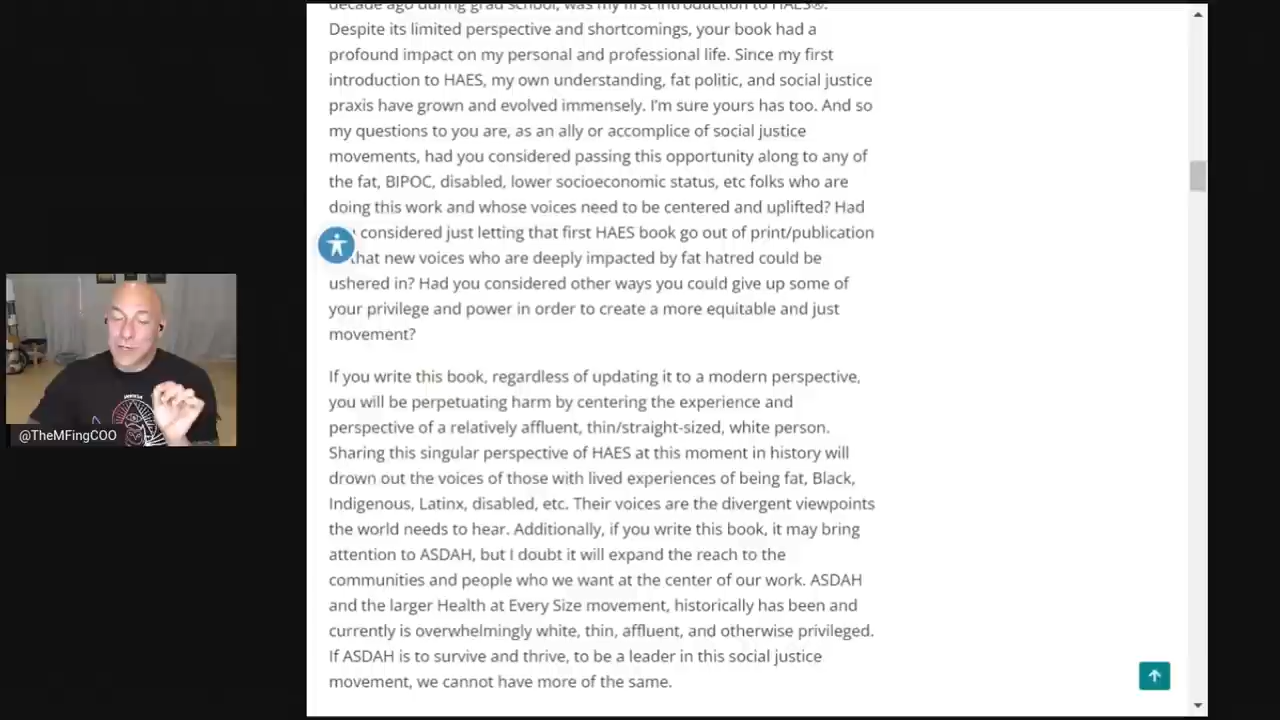 decade ago during grad school, was my first introduction to HAES®.
Despite its limited perspective and shortcomings, your book had a
profound impact on my personal and professional life. Since my first
introduction to HAES, my own understanding, fat politic, and social justice
praxis have grown and evolved immensely. I'm sure yours has too. And so
my questions to you are, as an ally or accomplice of social justice
movements, had you considered passing this opportunity along to any of
the fat, BIPOC, disabled, lower socioeconomic status, etc folks who are
doing this work and whose voices need to be centered and uplifted? Had
considered just letting that first HAES book go out of print/publication
that new voices who are deeply impacted by fat hatred could be
ushered in? Had you considered other ways you could give up some of
your privilege and power in order to create a more equitable and just
movement?
If you write this book, regardless of updating it to a modern perspective,
you will be perpetuating harm by centering the experience and
perspective of a relatively affluent, thin/straight-sized, white person.
Sharing this singular perspective of HAES at this moment in history will
drown out the voices of those with lived experiences of being fat, Black,
Indigenous, Latinx, disabled, etc. Their voices are the divergent viewpoints
the world needs to hear. Additionally, if you write this book, it may bring
attention to ASDAH, but I doubt it will expand the reach to the
communities and people who we want at the center of our work. ASDAH
and the larger Health at Every Size movement, historically has been and
currently is overwhelmingly white, thin, affluent, and otherwise privileged.
If ASDAH is to survive and thrive, to be a leader in this social justice
movement, we cannot have more of the same.
@TheMFingCOO